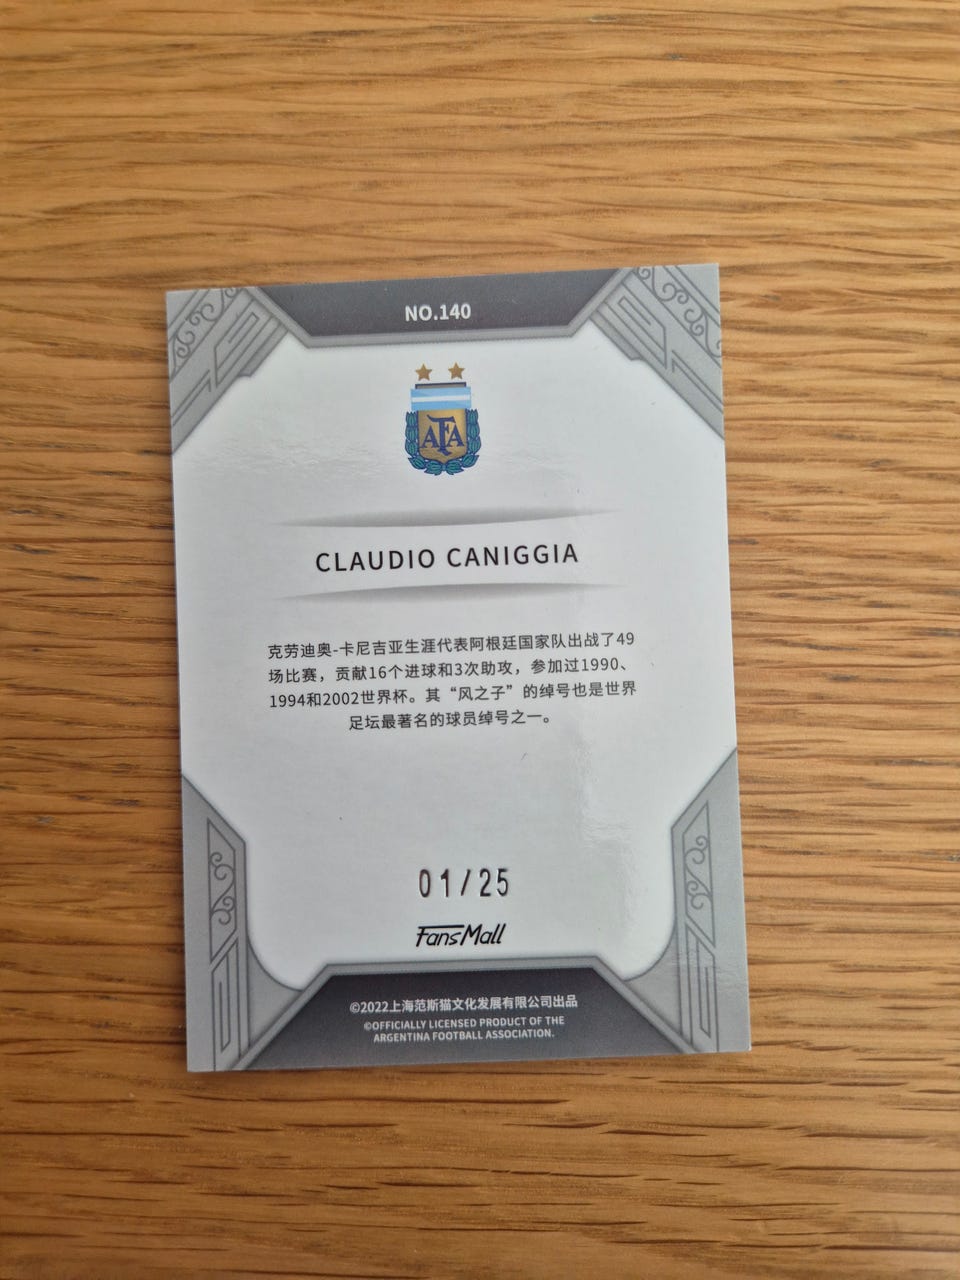 NO.140
AFA
CLAUDIO CANIGGIA
克劳迪奥-卡尼吉亚生涯代表阿根廷国家队出战了49
场比赛，贡献16个进球和3次助攻，参加过1990、
1994和2002世界杯。其“风之子”的绰号也是世界
足坛最著名的球员绰号之一。
01/25
FansMall
©2022上海范斯猫文化发展有限公司出品
©OFFICIALLY LICENSED PRODUCT OF THE
ARGENTINA FOOTBALL ASSOCIATION.